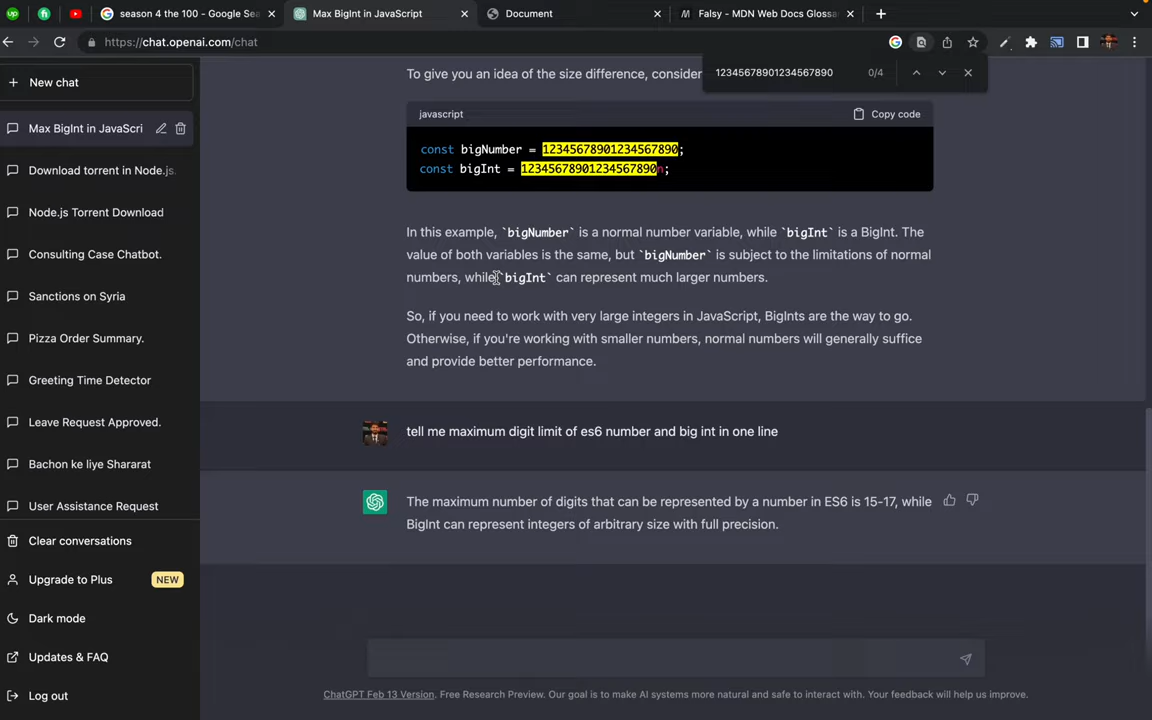 season 4 the 100 - Google Sea
Max BigInt in JavaScript
Document
Falsy - MDN Web Docs Glossar
https://chat.openai.com/chat
12345678901234567890
0/4
New chat
Max BigInt in JavaScri
Download torrent in Node.js.
Node.js Torrent Download
Consulting Case Chatbot.
Sanctions on Syria
Pizza Order Summary.
Greeting Time Detector
Leave Request Approved.
Bachon ke liye Shararat
User Assistance Request
Clear conversations
Upgrade to Plus NEW
Dark mode
Updates & FAQ
Log out
To give you an idea of the size difference, consider
javascript
Copy code
const bigNumber = 12345678901234567890;
const bigInt = 12345678901234567890n;
In this example, `bigNumber` is a normal number variable, while `bigInt` is a BigInt. The
value of both variables is the same, but `bigNumber` is subject to the limitations of normal
numbers, while `bigInt` can represent much larger numbers.
So, if you need to work with very large integers in JavaScript, BigInts are the way to go.
Otherwise, if you're working with smaller numbers, normal numbers will generally suffice
and provide better performance.
tell me maximum digit limit of es6 number and big int in one line
The maximum number of digits that can be represented by a number in ES6 is 15-17, while
BigInt can represent integers of arbitrary size with full precision.
ChatGPT Feb 13 Version. Free Research Preview. Our goal is to make AI systems more natural and safe to interact with. Your feedback will help us improve.